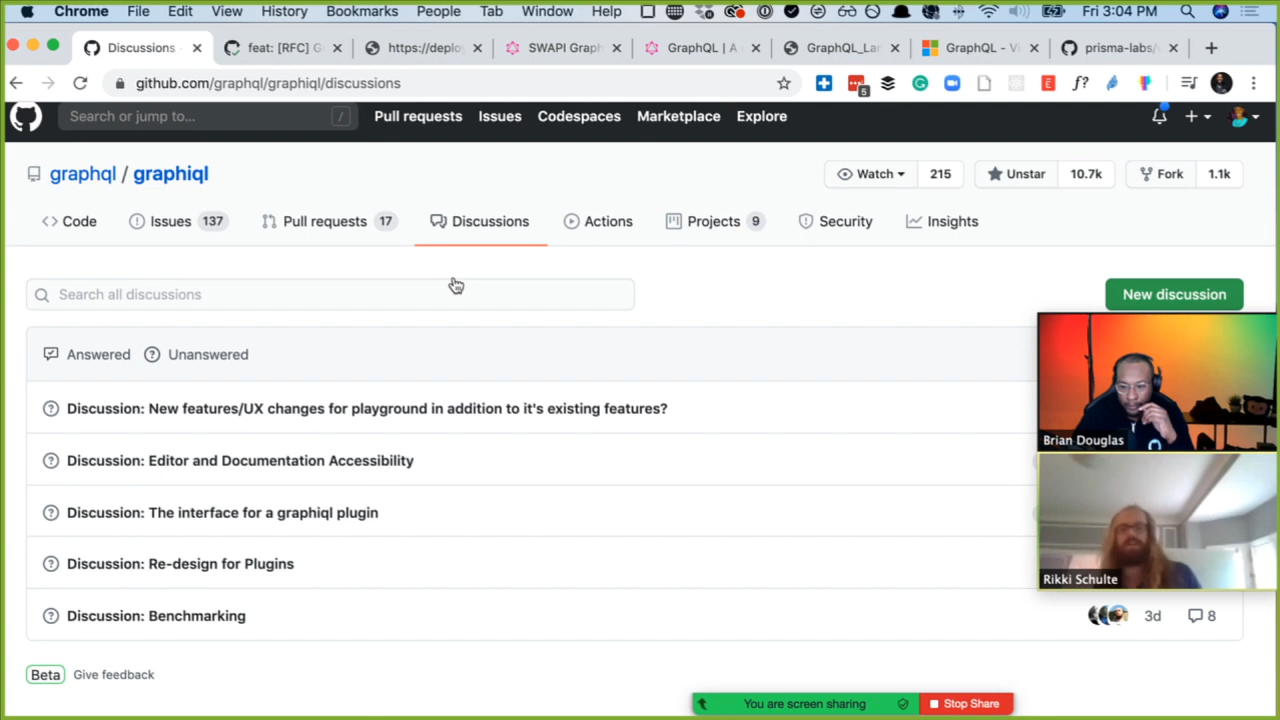 Chrome File Edit View History Bookmarks People Tab Window Help Fri 3:04 PM
Discussions feat: [RFC] G https://deplo SWAPI Graph GraphQL | A GraphQL_Lan GraphQL - Vi prisma-labs/
github.com/graphql/graphiql/discussions 5 E f?
Search or jump to... / Pull requests Issues Codespaces Marketplace Explore
graphql / graphiql Watch 215 Unstar 10.7k Fork 1.1k
Code Issues 137 Pull requests 17 Discussions Actions Projects 9 Security Insights
Search all discussions New discussion
Answered Unanswered
Discussion: New features/UX changes for playground in addition to it's existing features?
Brian Douglas
Discussion: Editor and Documentation Accessibility
Discussion: The interface for a graphiql plugin
Discussion: Re-design for Plugins
Rikki Schulte
Discussion: Benchmarking 3d 8
Beta Give feedback
You are screen sharing Stop Share